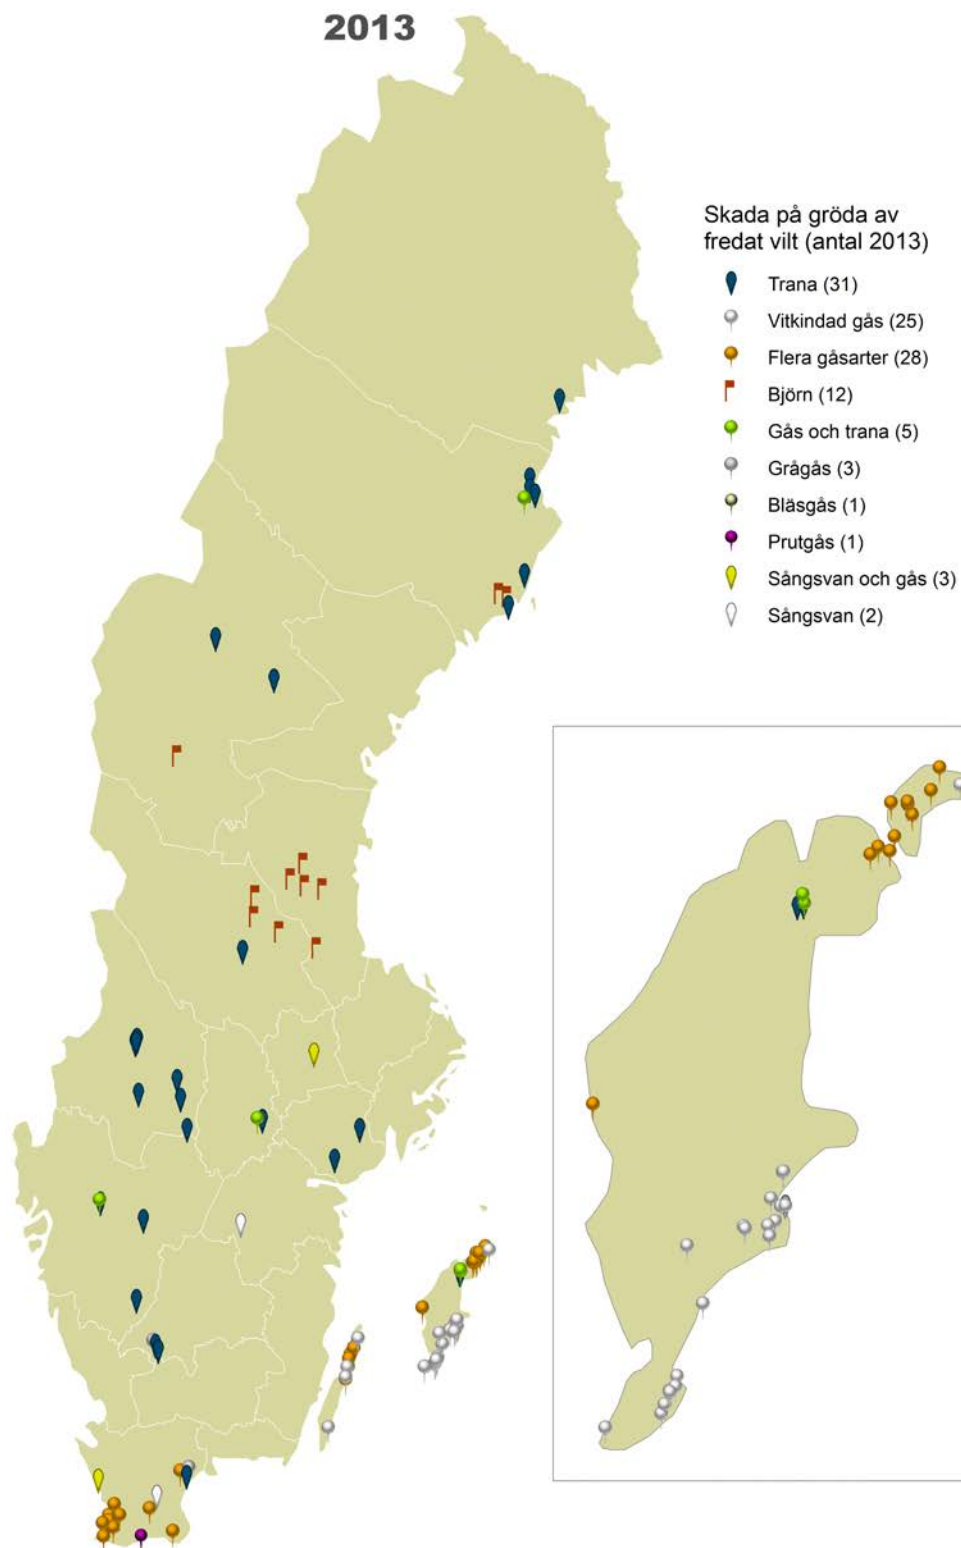 2013
Skada på gröda av
fredat vilt (antal 2013)
Trana (31)
Vitkindad gås (25)
Flera gåsarter (28)
Björn (12)
Gås och trana (5)
Grågås (3)
Bläsgås (1)
Prutgås (1)
Sångsvan och gås (3)
Sångsvan (2)